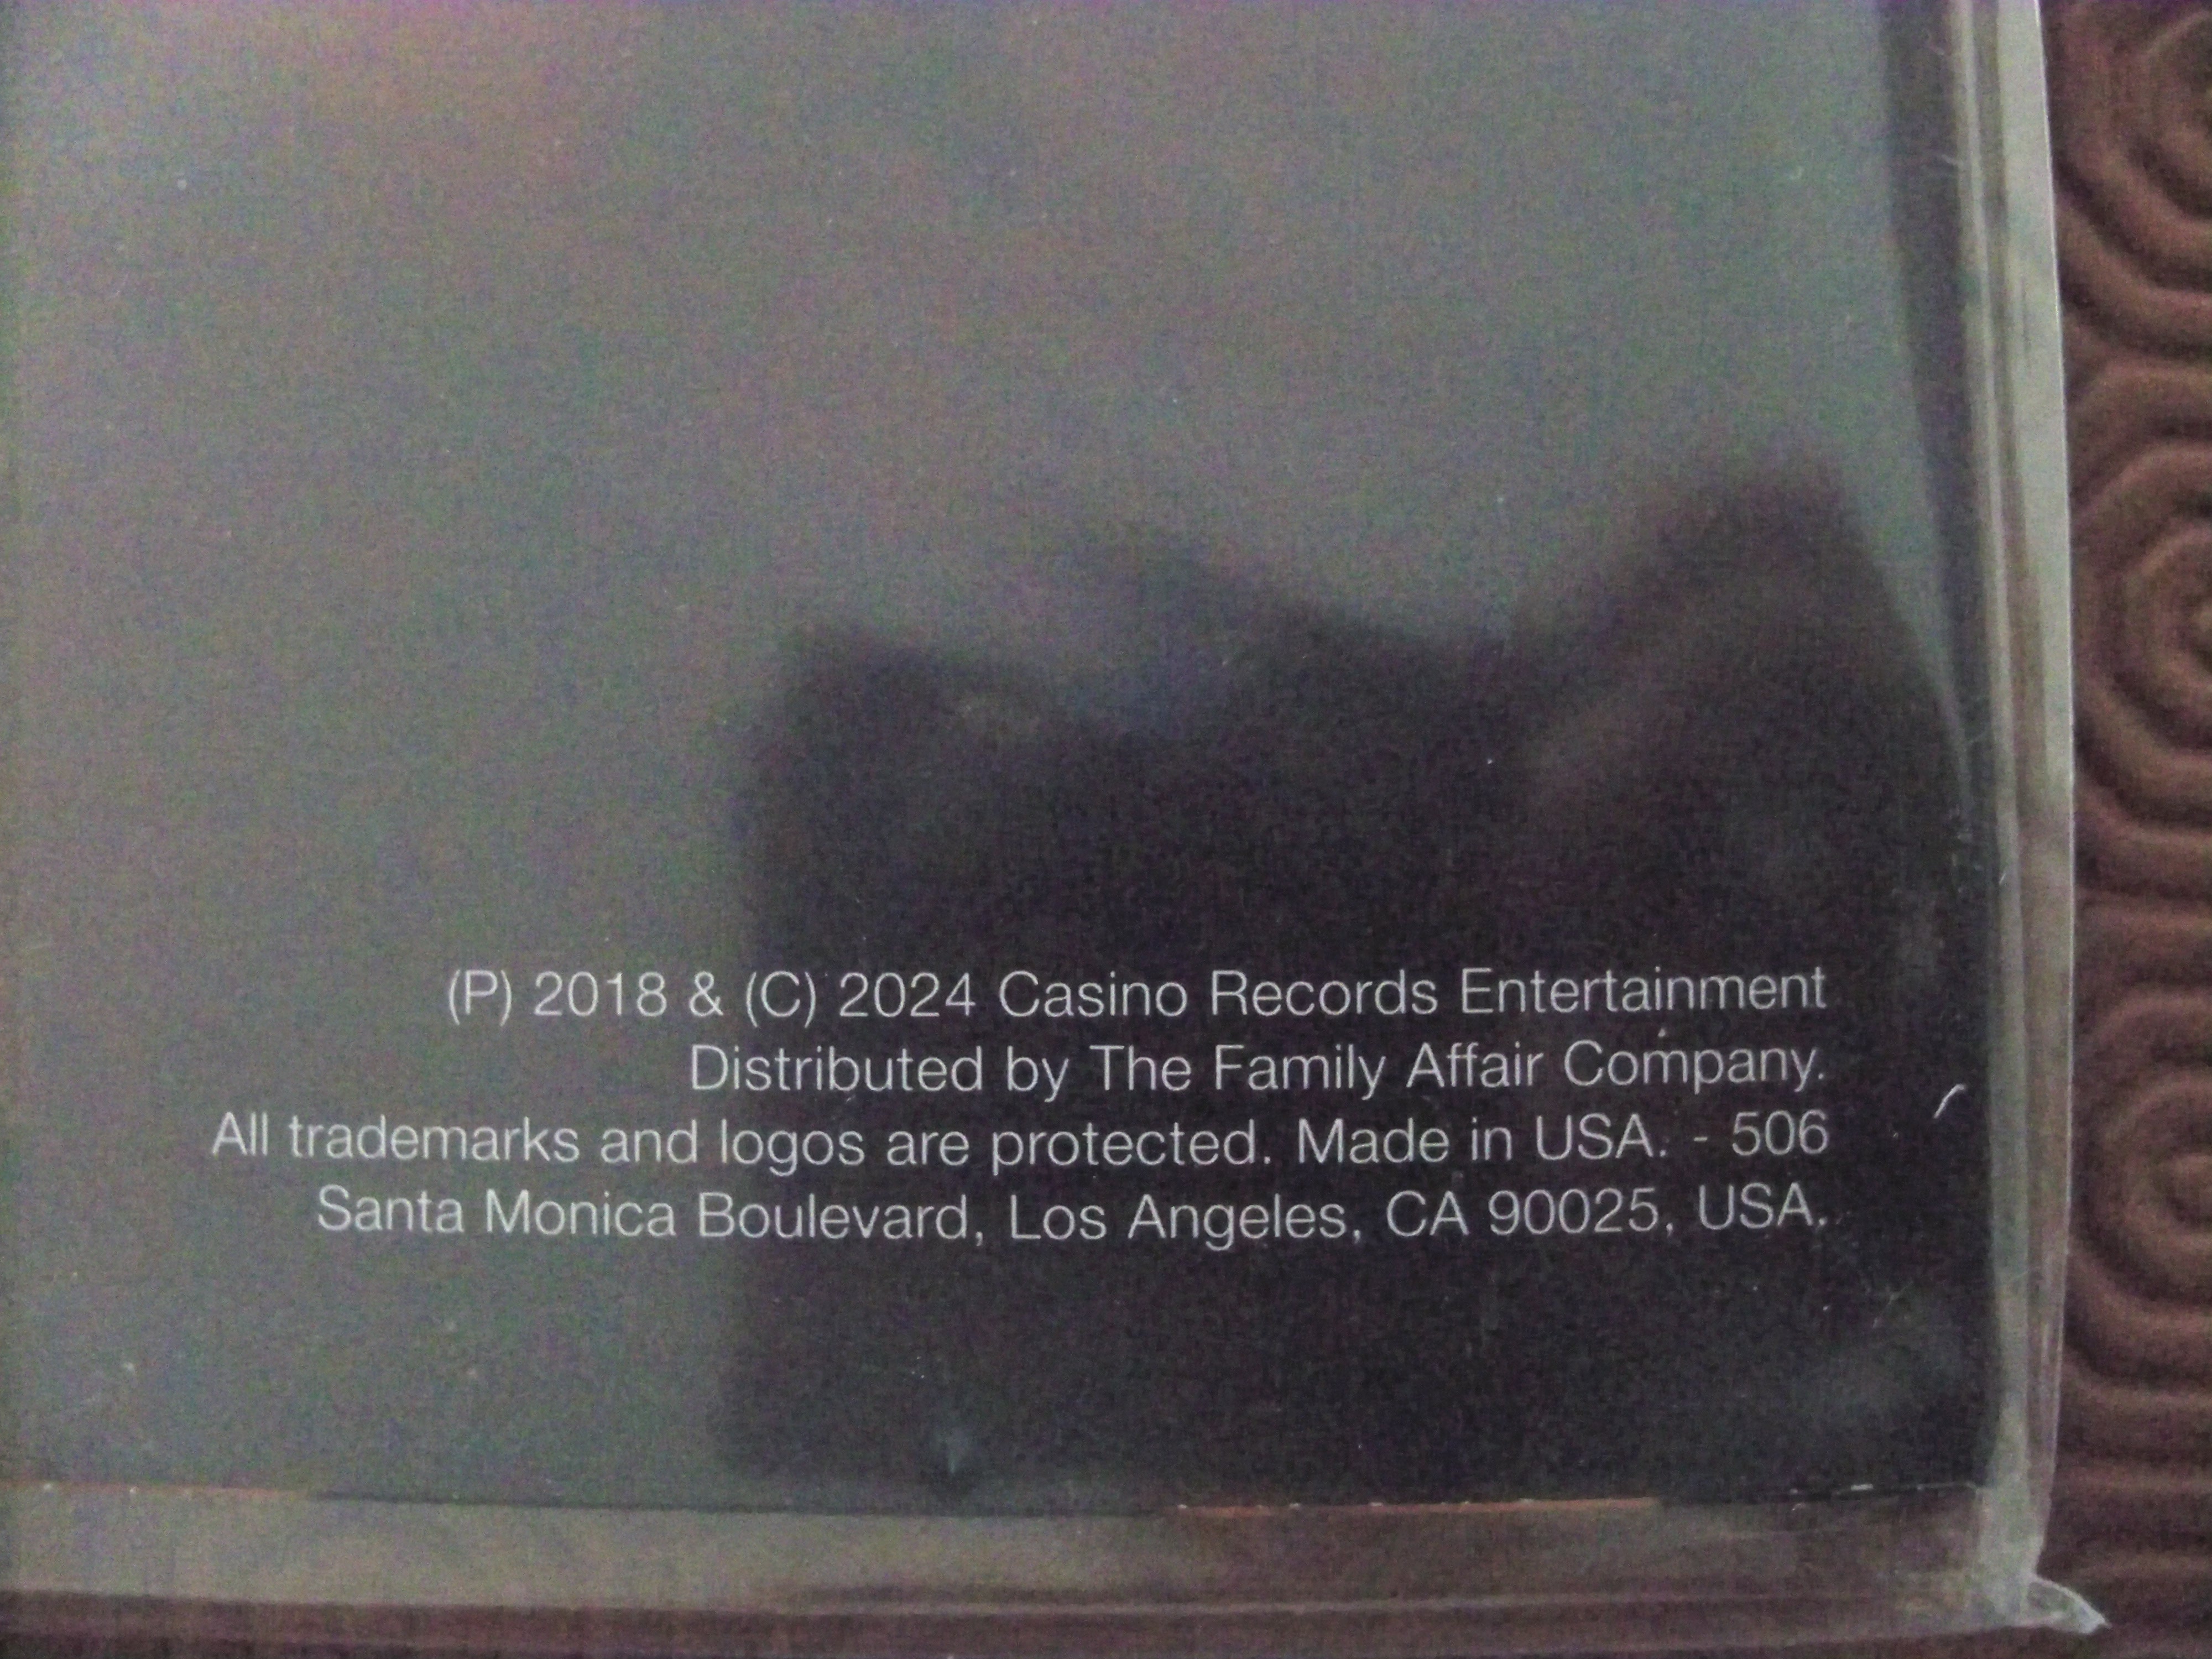 (P) 2018 & (C) 2024 Casino Records Entertainment
Distributed by The Family Affair Company.
All trademarks and logos are protected. Made in USA. - 506
Santa Monica Boulevard, Los Angeles, CA 90025, USA.